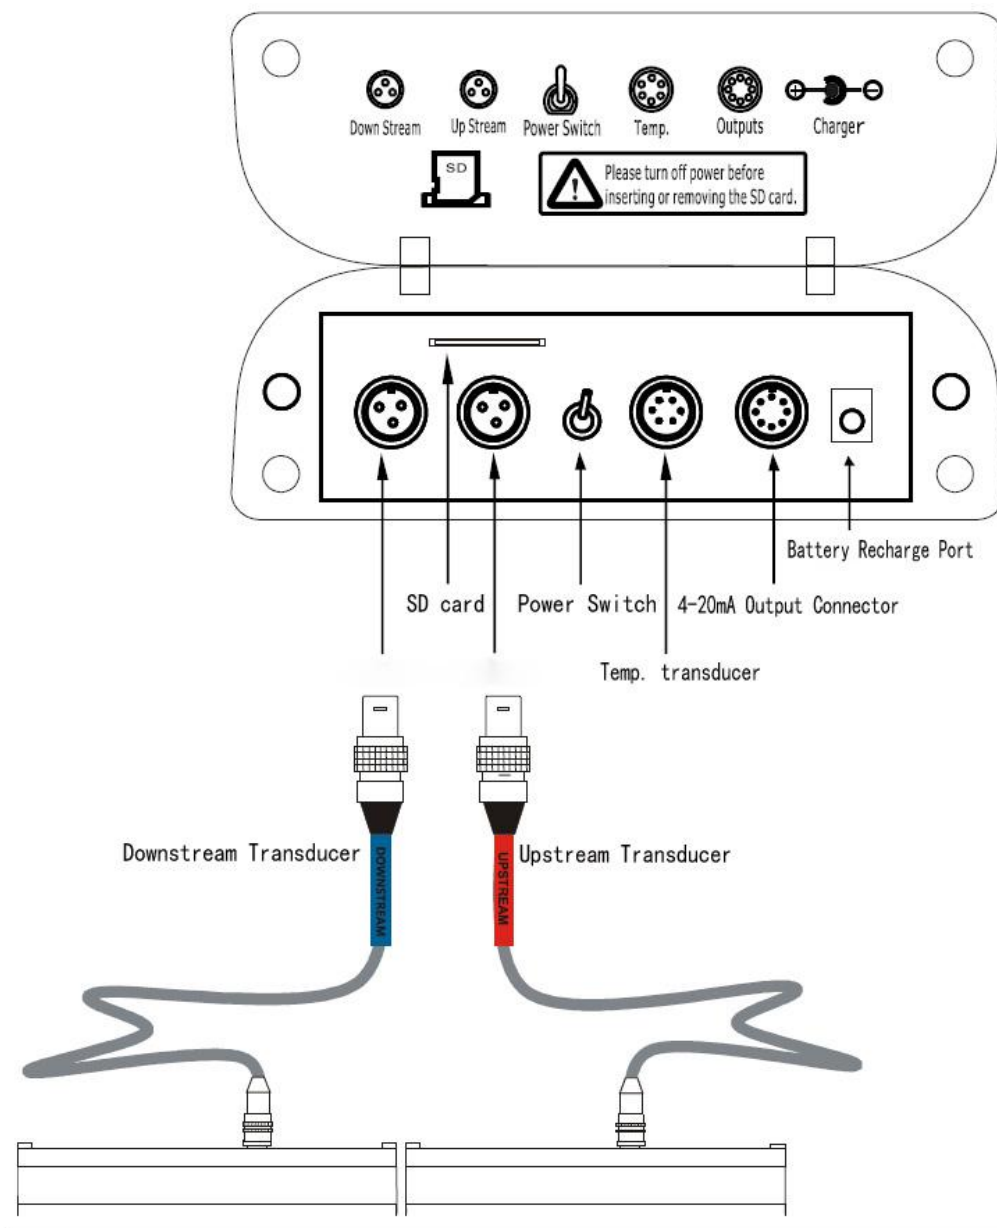 Down Stream
Up Stream
Power Switch
Temp.
Outputs
Charger
SD
Please turn off power before
inserting or removing the SD card.
Battery Recharge Port
SD card
Power Switch
4-20mA Output Connector
Temp. transducer
Downstream Transducer
DOWNSTREAM
UPSTREAM
Upstream Transducer